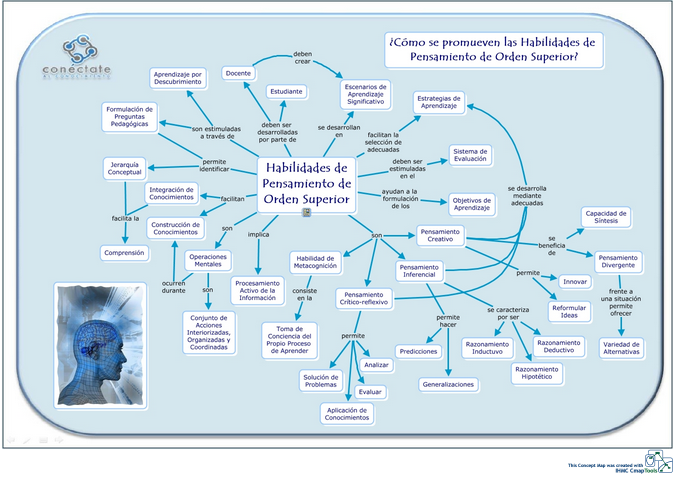 ¿Cómo se promueven las Habilidades de
Pensamiento de Orden Superior?
conéctate
deben
crear
Docente
Aprendizaje por
Descubrimiento
Estudiante
Escenarios de
Aprendizaje
Significativo
Estrategias de
Aprendizaje
Formulación de
Preguntas
Pedagógicas
son estimuladas
a través de
deben ser
desarrolladas
por parte de
se desarrollan
en
facilitan la
selección de
adecuadas
Sistema de
Evaluación
deben ser
estimuladas
en el
Jerarquía
Conceptual
permite
identificar
Habilidades de
Pensamiento de
Orden Superior
ayudan a la
formulación
de los
Objetivos de
Aprendizaje
se desarrolla
mediante
adecuadas
Integración de
Conocimientos
facilitan
facilita la
Construcción de
Conocimientos
Comprensión
son
implica
son
Pensamiento
Creativo
Capacidad de
Síntesis
se
beneficia
de
Pensamiento
Divergente
Operaciones
Mentales
Habilidad de
Metacognición
Pensamiento
Inferencial
permite
Innovar
ocurren
durante
son
Procesamiento
Activo de la
Información
consiste
en la
Pensamiento
Crítico-reflexivo
Reformular
Ideas
frente a
una situación
permite
ofrecer
Conjunto de
Acciones
Interiorizadas,
Organizadas y
Coordinadas
Toma de
Conciencia del
Propio Proceso
de Aprender
permite
permite
hacer
se caracteriza
por ser
Predicciones
Razonamiento
Inductuvo
Razonamiento
Deductivo
Variedad de
Alternativas
Analizar
Solución de
Problemas
Evaluar
Generalizaciones
Razonamiento
Hipotético
Aplicación de
Conocimientos
This Concept Map was created with
IHMC CmapTools